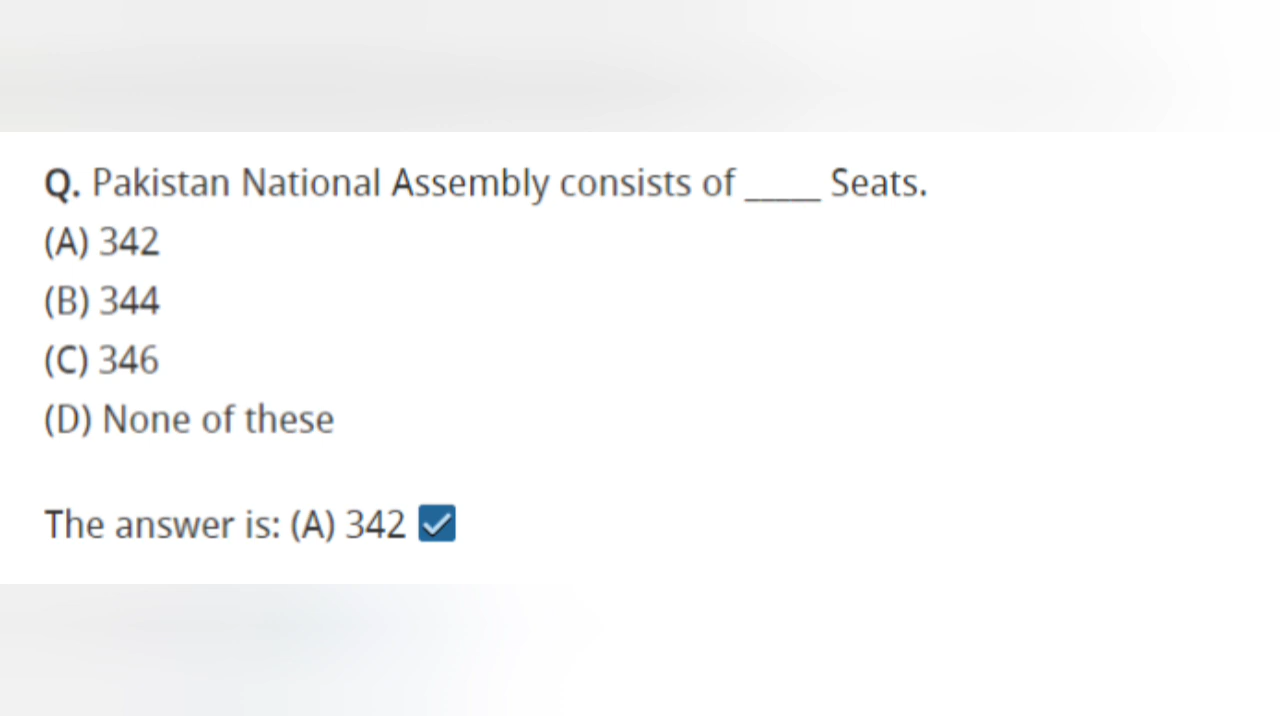 Q. Pakistan National Assembly consists of _____ Seats.
(A) 342
(B) 344
(C) 346
(D) None of these
The answer is: (A) 342 ☑